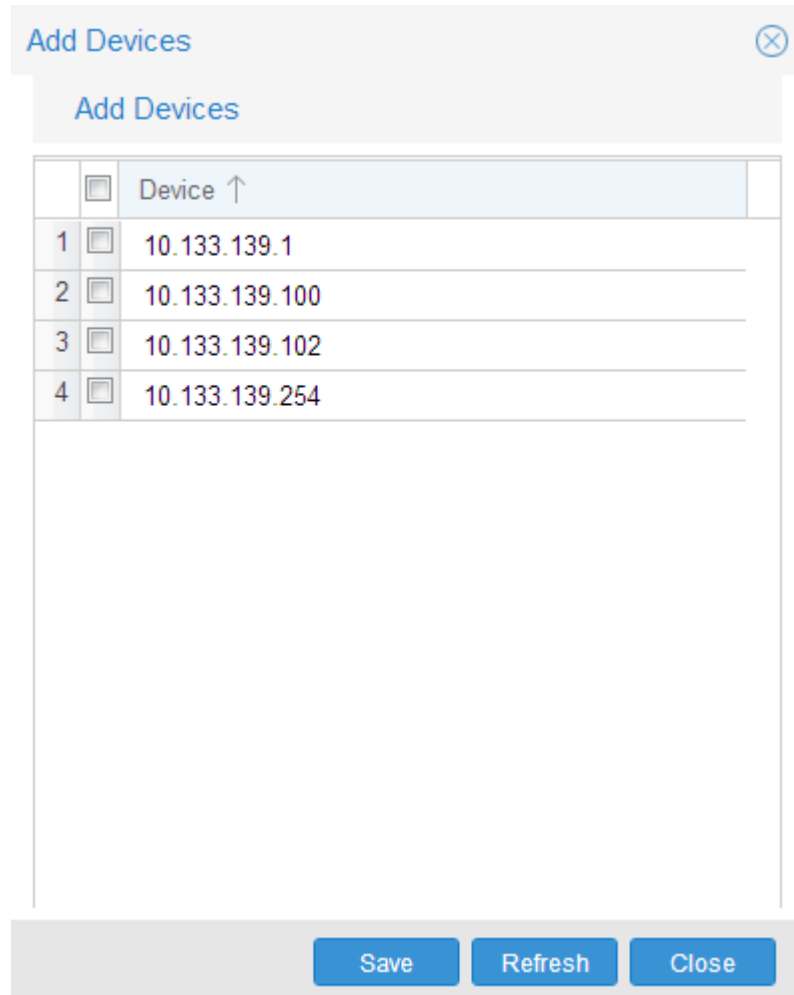 Add Devices
Add Devices
Device ↑
1 10.133.139.1
2 10.133.139.100
3 10.133.139.102
4 10.133.139.254
Save Refresh Close